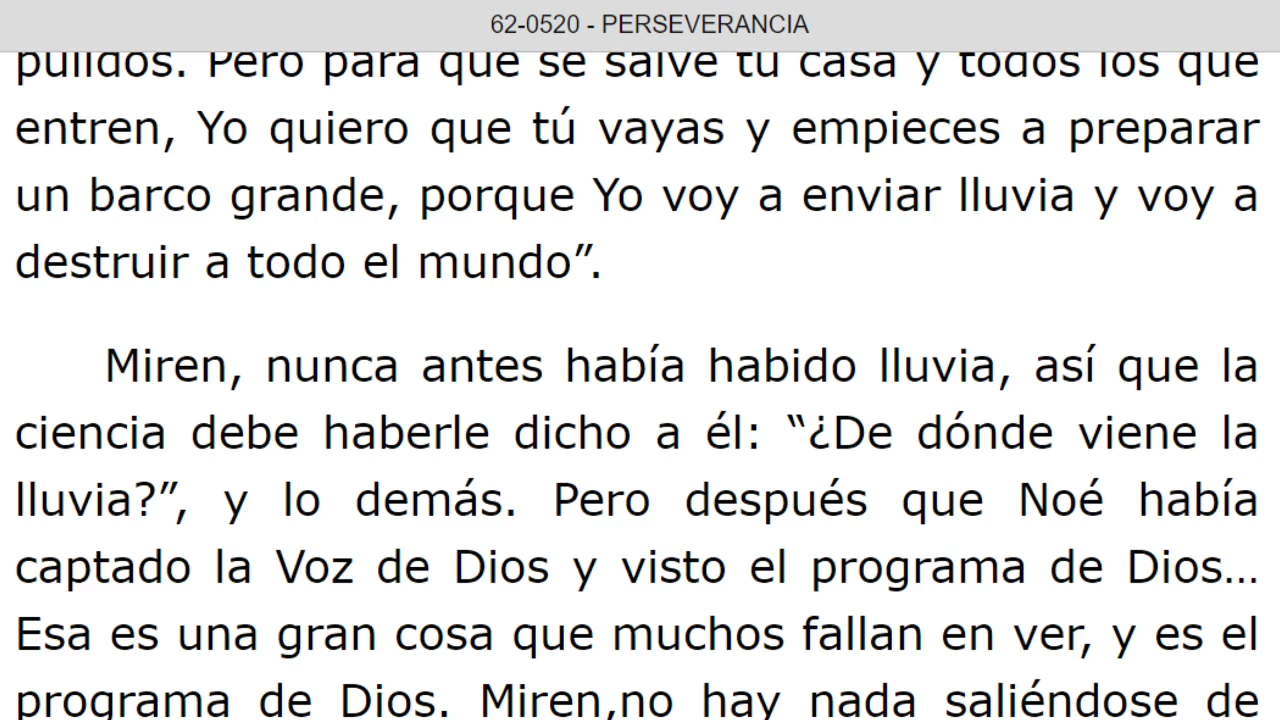 62-0520 - PERSEVERANCIA
pulidos. Pero para que se salve tu casa y todos los que
entren, Yo quiero que tú vayas y empieces a preparar
un barco grande, porque Yo voy a enviar lluvia y voy a
destruir a todo el mundo”.
Miren, nunca antes había habido lluvia, así que la
ciencia debe haberle dicho a él: “¿De dónde viene la
lluvia?”, y lo demás. Pero después que Noé había
captado la Voz de Dios y visto el programa de Dios...
Esa es una gran cosa que muchos fallan en ver, y es el
programa de Dios. Miren,no hay nada saliéndose de